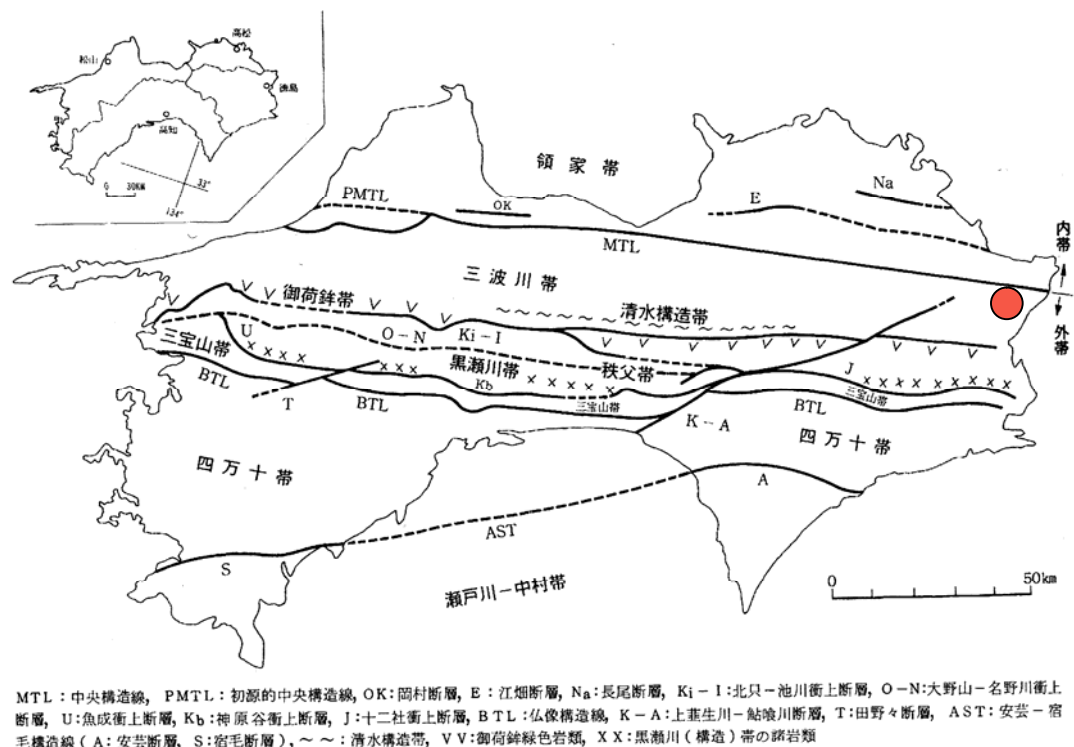 高松
松山
徳島
高知
0 30KM
33°
134°
領家帯
PMTL
OK
E
Na
MTL
内帯
外帯
三波川帯
御荷鉾帯
清水構造帯
U
O-N
Ki-I
三宝山帯
黒瀬川帯
秩父帯
J
Kb
BTL
T
BTL
三宝山帯
三宝山帯
BTL
K-A
四万十帯
四万十帯
A
AST
S
瀬戸川-中村帯
0 50km
MTL:中央構造線, PMTL:初源的中央構造線, OK:岡村断層, E:江畑断層, Na:長尾断層, Ki-I:北只-池川衝上断層, O-N:大野山-名野川衝上
断層, U:魚成衝上断層, Kb:神原谷衝上断層, J:十二社衝上断層, BTL:仏像構造線, K-A:上韮生川-鮎喰川断層, T:田野々断層, AST:安芸-宿
毛構造線(A:安芸断層, S:宿毛断層), ~~:清水構造帯, VV:御荷鉾緑色岩類, XX:黒瀬川(構造)帯の諸岩類